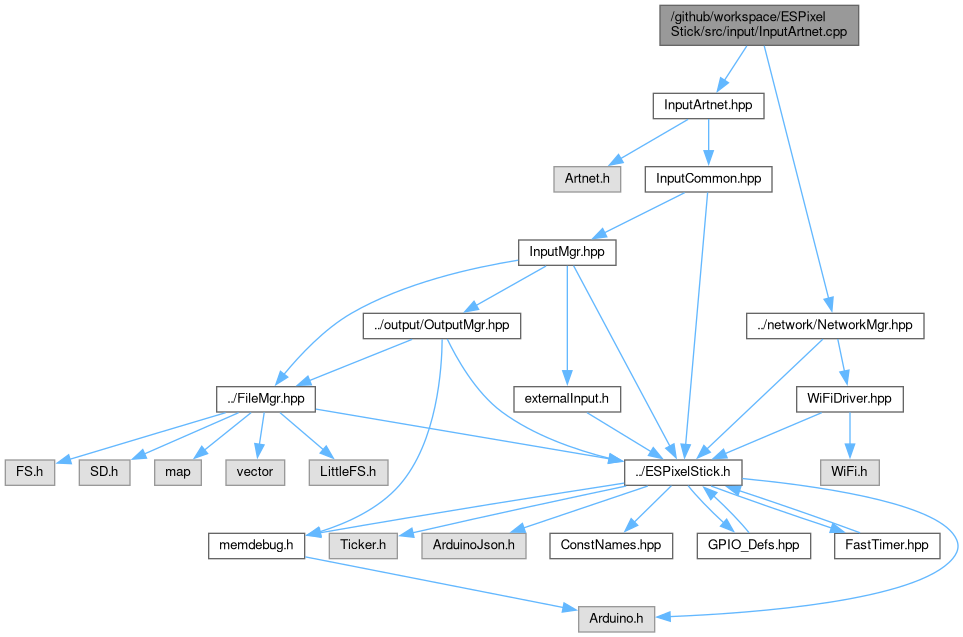 /github/workspace/ESPixel
Stick/src/input/InputArtnet.cpp
InputArtnet.hpp
Artnet.h
InputCommon.hpp
InputMgr.hpp
../output/OutputMgr.hpp
../network/NetworkMgr.hpp
../FileMgr.hpp
externalInput.h
WiFiDriver.hpp
FS.h
SD.h
map
vector
LittleFS.h
../ESPixelStick.h
WiFi.h
memdebug.h
Ticker.h
ArduinoJson.h
ConstNames.hpp
GPIO_Defs.hpp
FastTimer.hpp
Arduino.h